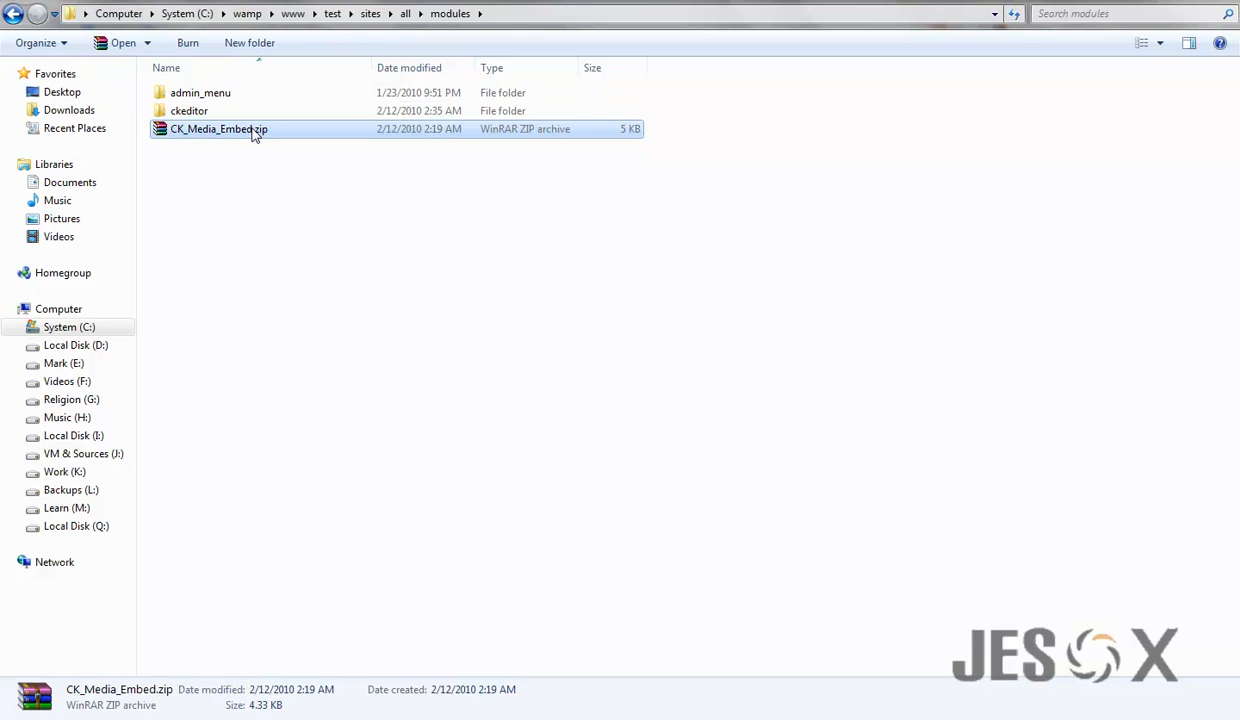 Computer System (C:) wamp www test sites all modules Search modules
Organize Open Burn New folder
Name Date modified Type Size
admin_menu 1/23/2010 9:51 PM File folder
ckeditor 2/12/2010 2:35 AM File folder
CK_Media_Embed.zip 2/12/2010 2:19 AM WinRAR ZIP archive 5 KB
Favorites
Desktop
Downloads
Recent Places
Libraries
Documents
Music
Pictures
Videos
Homegroup
Computer
System (C:)
Local Disk (D:)
Mark (E:)
Videos (F:)
Religion (G:)
Music (H:)
Local Disk (I:)
VM & Sources (J:)
Work (K:)
Backups (L:)
Learn (M:)
Local Disk (Q:)
Network
JESOX
CK_Media_Embed.zip Date modified: 2/12/2010 2:19 AM Date created: 2/12/2010 2:19 AM
WinRAR ZIP archive Size: 4.33 KB